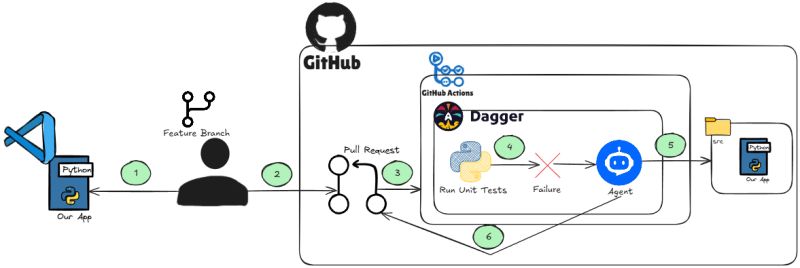 GitHub
GitHub Actions
Dagger
Feature Branch
Pull Request
Python
Our App
1
2
3
4
Run Unit Tests
Failure
Agent
5
6
src
Python
Our App